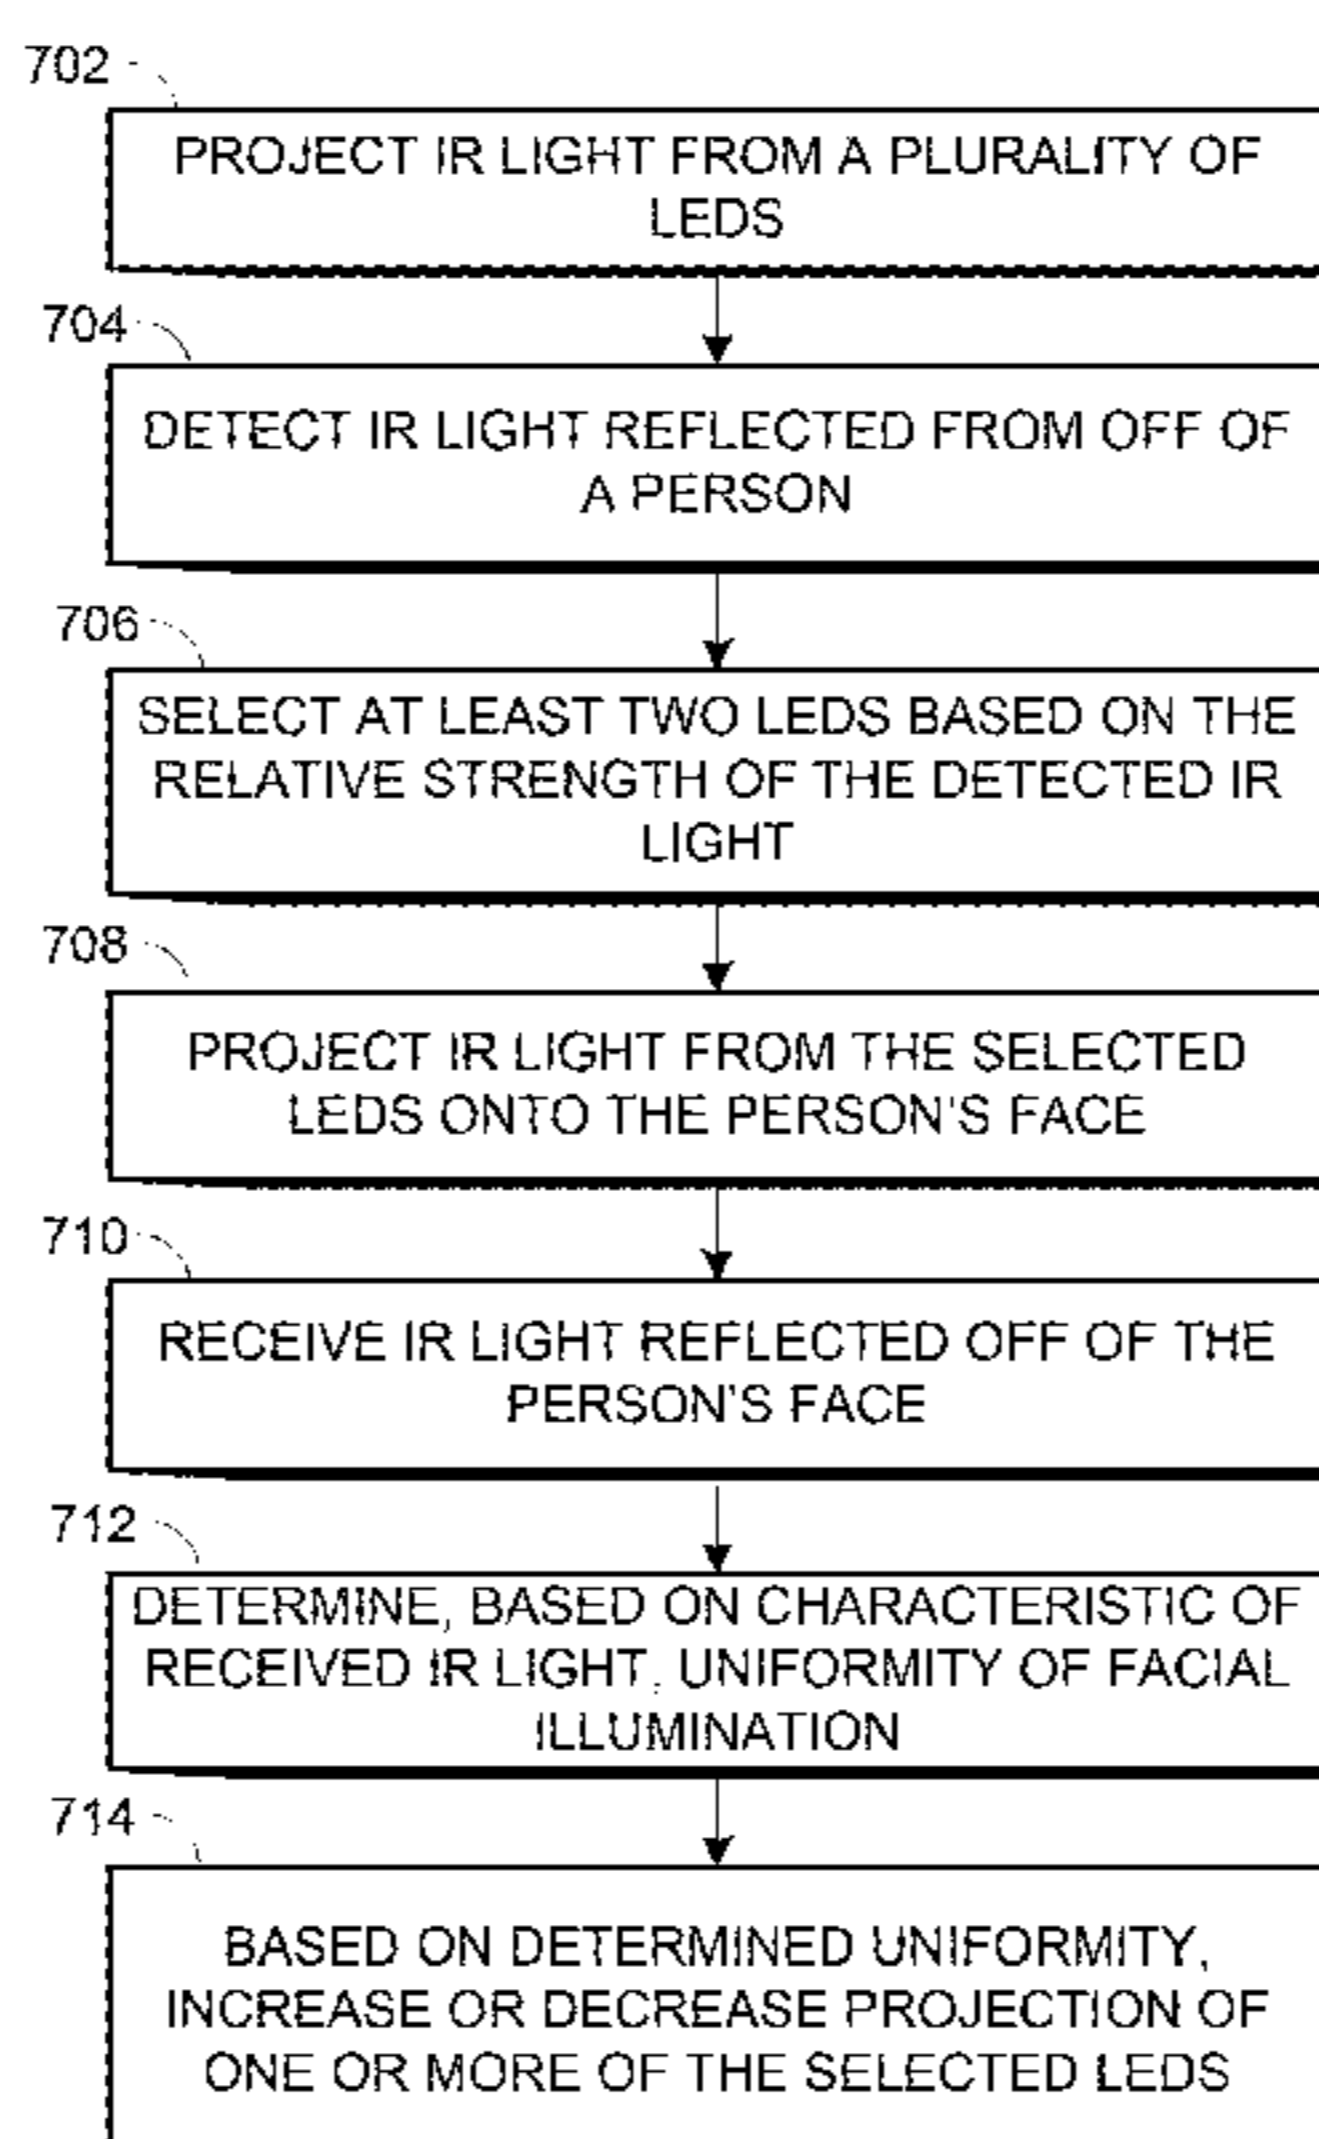 702
PROJECT IR LIGHT FROM A PLURALITY OF
LEDS
704
DETECT IR LIGHT REFLECTED FROM OFF OF
A PERSON
706
SELECT AT LEAST TWO LEDS BASED ON THE
RELATIVE STRENGTH OF THE DETECTED IR
LIGHT
708
PROJECT IR LIGHT FROM THE SELECTED
LEDS ONTO THE PERSON'S FACE
710
RECEIVE IR LIGHT REFLECTED OFF OF THE
PERSON'S FACE
712
DETERMINE, BASED ON CHARACTERISTIC OF
RECEIVED IR LIGHT, UNIFORMITY OF FACIAL
ILLUMINATION
714
BASED ON DETERMINED UNIFORMITY,
INCREASE OR DECREASE PROJECTION OF
ONE OR MORE OF THE SELECTED LEDS